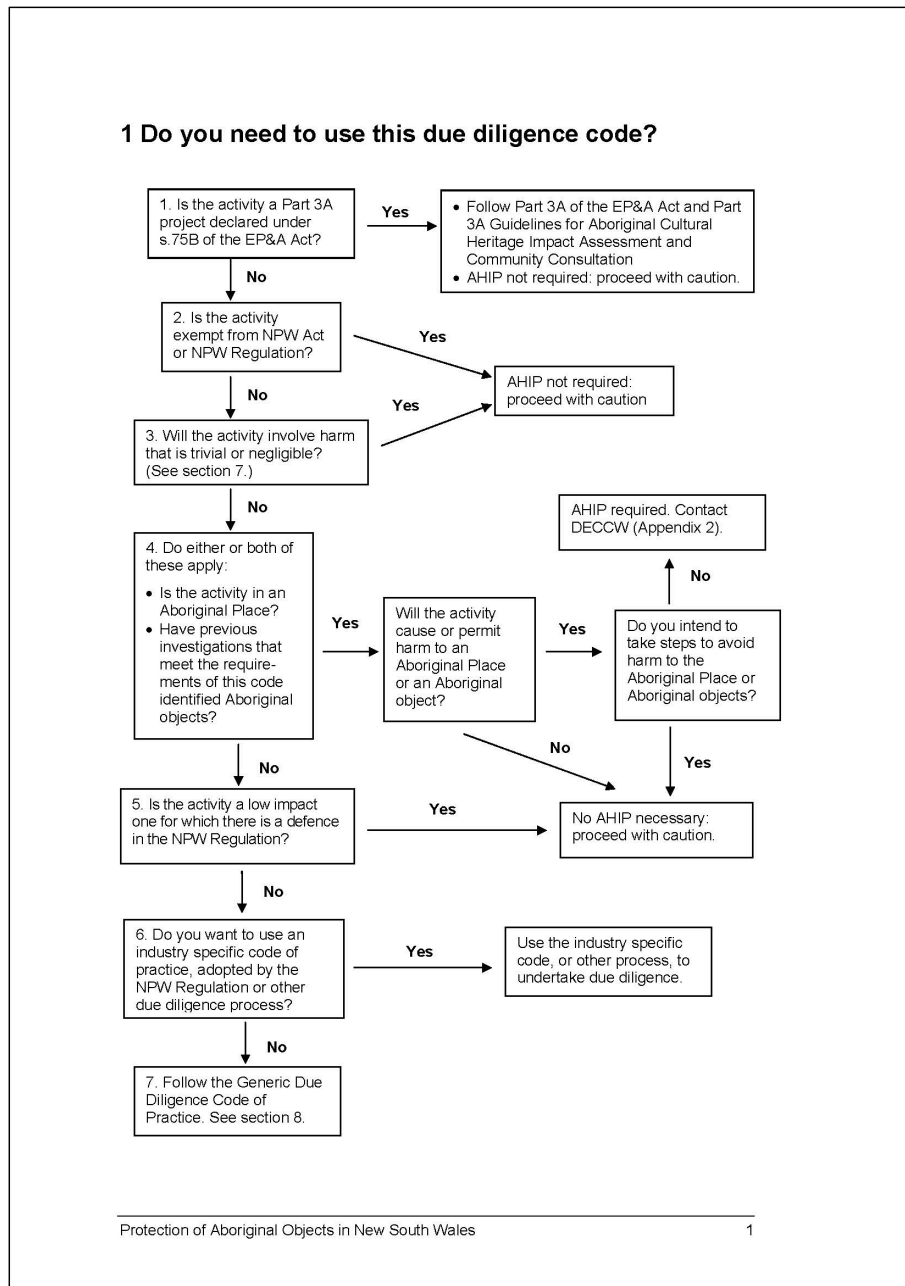 1 Do you need to use this due diligence code?
1. Is the activity a Part 3A
project declared under
s.75B of the EP&A Act?
Yes
• Follow Part 3A of the EP&A Act and Part
3A Guidelines for Aboriginal Cultural
Heritage Impact Assessment and
Community Consultation
• AHIP not required: proceed with caution.
No
2. Is the activity
exempt from NPW Act
or NPW Regulation?
Yes
AHIP not required:
proceed with caution
No
Yes
3. Will the activity involve harm
that is trivial or negligible?
(See section 7.)
No
AHIP required. Contact
DECCW (Appendix 2).
No
4. Do either or both of
these apply:
• Is the activity in an
Aboriginal Place?
• Have previous
investigations that
meet the require-
ments of this code
identified Aboriginal
objects?
Yes
Will the activity
cause or permit
harm to an
Aboriginal Place
or an Aboriginal
object?
Yes
Do you intend to
take steps to avoid
harm to the
Aboriginal Place or
Aboriginal objects?
No
Yes
No
5. Is the activity a low impact
one for which there is a defence
in the NPW Regulation?
Yes
No AHIP necessary:
proceed with caution.
No
6. Do you want to use an
industry specific code of
practice, adopted by the
NPW Regulation or other
due diligence process?
Yes
Use the industry specific
code, or other process, to
undertake due diligence.
No
7. Follow the Generic Due
Diligence Code of
Practice. See section 8.
Protection of Aboriginal Objects in New South Wales 1